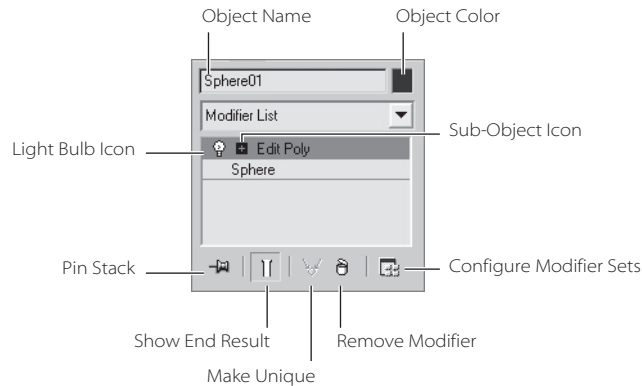 Object Name
Object Color
Sphere01
Modifier List
Sub-Object Icon
Light Bulb Icon
Edit Poly
Sphere
Pin Stack
Configure Modifier Sets
Show End Result
Remove Modifier
Make Unique